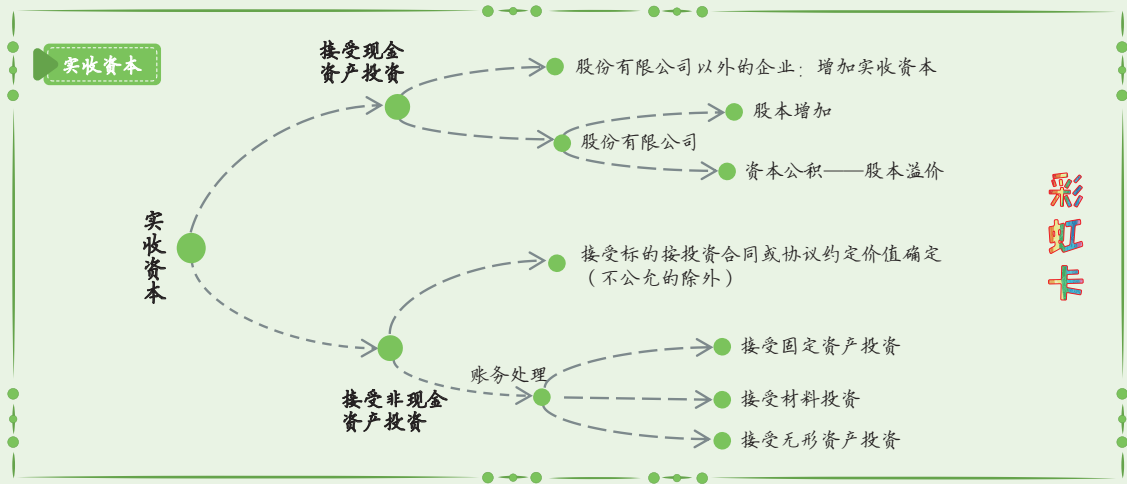 实收资本
接受现金
资产投资
股份有限公司以外的企业：增加实收资本
股本增加
股份有限公司
资本公积——股本溢价
实收资本
接受标的按投资合同或协议约定价值确定
（不公允的除外）
接受非现金
资产投资
账务处理
接受固定资产投资
接受材料投资
接受无形资产投资
彩虹卡